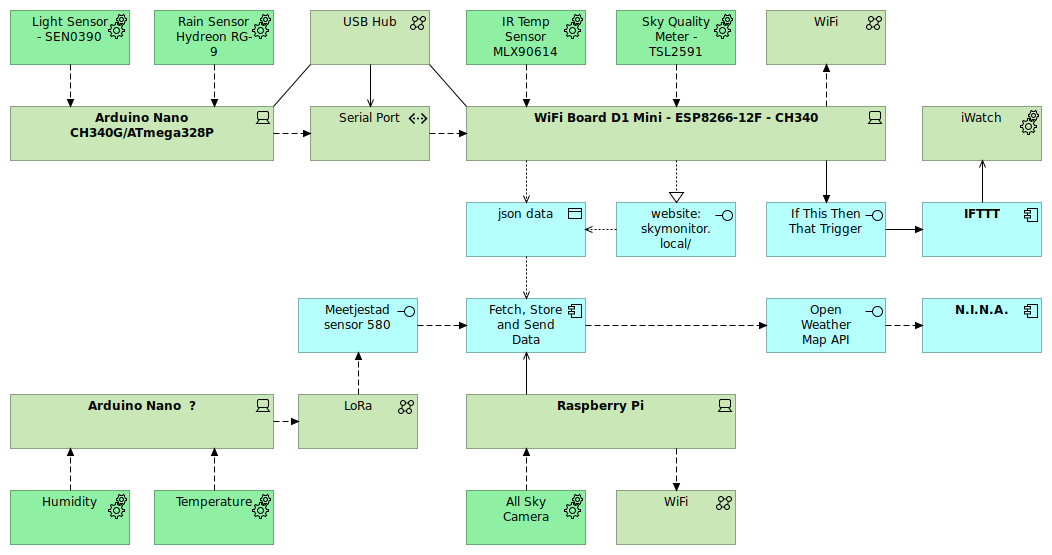 Light Sensor
- SEN0390
Rain Sensor
Hydreon RG-
9
USB Hub
IR Temp
Sensor
MLX90614
Sky Quality
Meter -
TSL2591
WiFi
Arduino Nano
CH340G/ATmega328P
Serial Port
WiFi Board D1 Mini - ESP8266-12F - CH340
iWatch
json data
website:
skymonitor.
local/
If This Then
That Trigger
IFTTT
Meetjestad
sensor 580
Fetch, Store
and Send
Data
Open
Weather
Map API
N.I.N.A.
Arduino Nano  ?
LoRa
Raspberry Pi
Humidity
Temperature
All Sky
Camera
WiFi